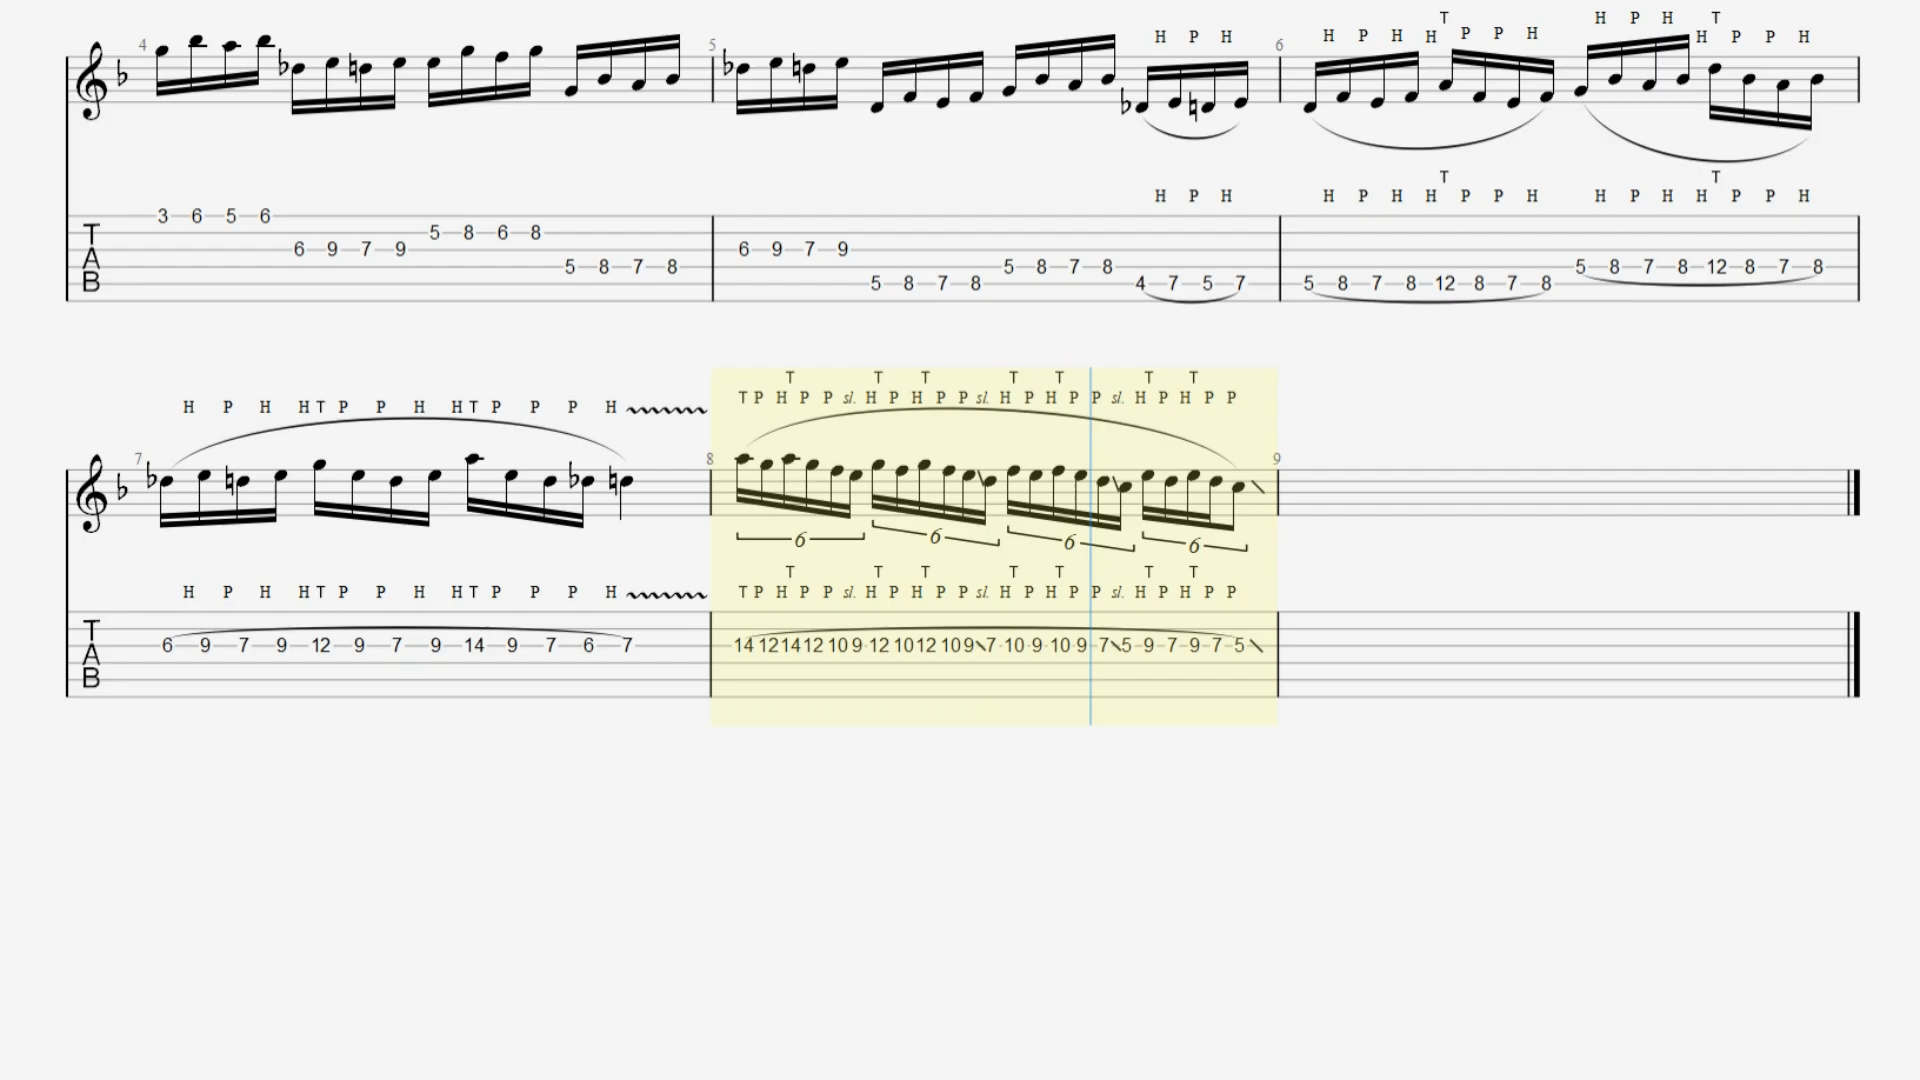 T H P H T
H P H H P H H P P H H P P H
4 5 6
T T
H P H H P H H P P H H P H H P P H
3 6 5 6
T 5 8 6 8
6 9 7 9 6 9 7 9
A 5 8 7 8 5 8 7 8 5 8 7 8 12 8 7 8
B 5 8 7 8 4 7 5 7 5 8 7 8 12 8 7 8
T T T T T T T
H P H H T P P H H T P P P H T P H P P sl. H P H P P sl. H P H P P sl. H P H P P
7 8 9
6 6 6 6
T T T T T T T
H P H H T P P H H T P P P H T P H P P sl. H P H P P sl. H P H P P sl. H P H P P
T
A 6 9 7 9 12 9 7 9 14 9 7 6 7 14 12 14 12 10 9 12 10 12 10 9 7 10 9 10 9 7 5 9 7 9 7 5
B